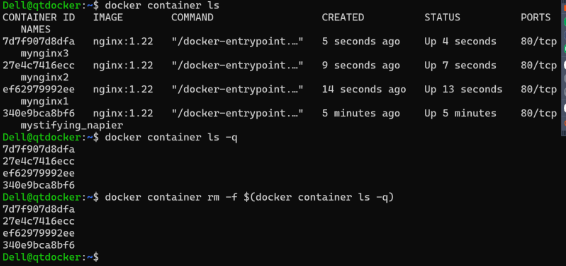 Dell@qtdocker:~$ docker container ls
CONTAINER ID   IMAGE        COMMAND                  CREATED          STATUS          PORTS
   NAMES
7d7f907d8dfa   nginx:1.22   "/docker-entrypoint.…"   5 seconds ago    Up 4 seconds    80/tcp
   mynginx3
27e4c7416ecc   nginx:1.22   "/docker-entrypoint.…"   9 seconds ago    Up 7 seconds    80/tcp
   mynginx2
ef62979992ee   nginx:1.22   "/docker-entrypoint.…"   14 seconds ago   Up 13 seconds   80/tcp
   mynginx1
340e9bca8bf6   nginx:1.22   "/docker-entrypoint.…"   5 minutes ago    Up 5 minutes    80/tcp
   mystifying_napier
Dell@qtdocker:~$ docker container ls -q
7d7f907d8dfa
27e4c7416ecc
ef62979992ee
340e9bca8bf6
Dell@qtdocker:~$ docker container rm -f $(docker container ls -q)
7d7f907d8dfa
27e4c7416ecc
ef62979992ee
340e9bca8bf6
Dell@qtdocker:~$